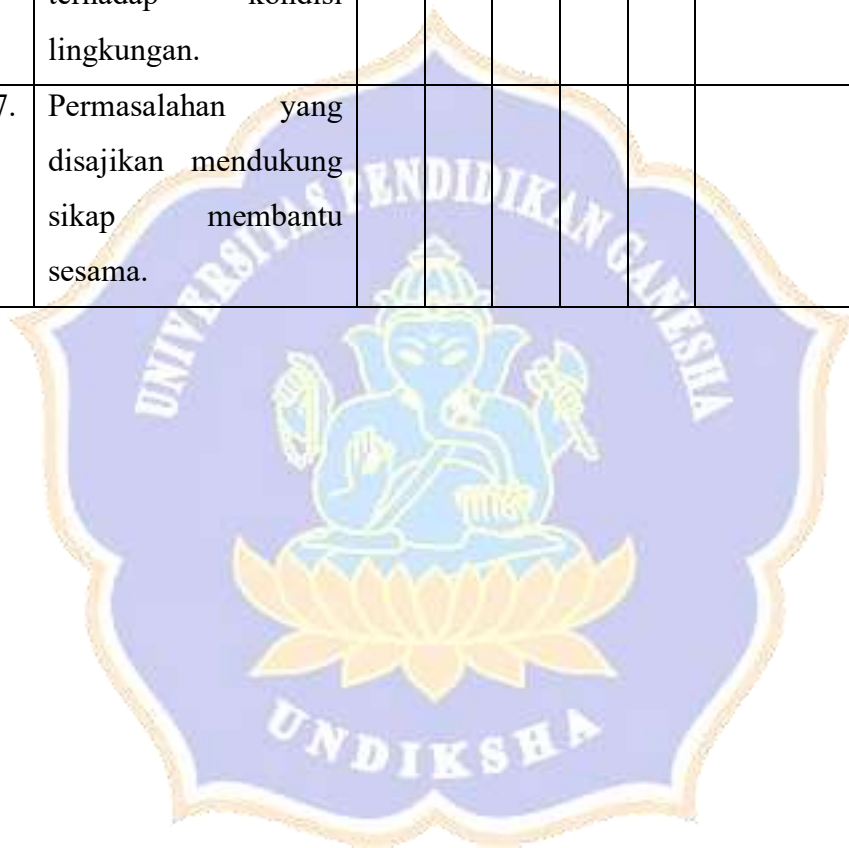 terhadap kondisi
lingkungan.
7. Permasalahan yang
disajikan mendukung
sikap membantu
sesama.
UNIVERSITAS PENDIDIKAN GANESHA
UNDIKSHA